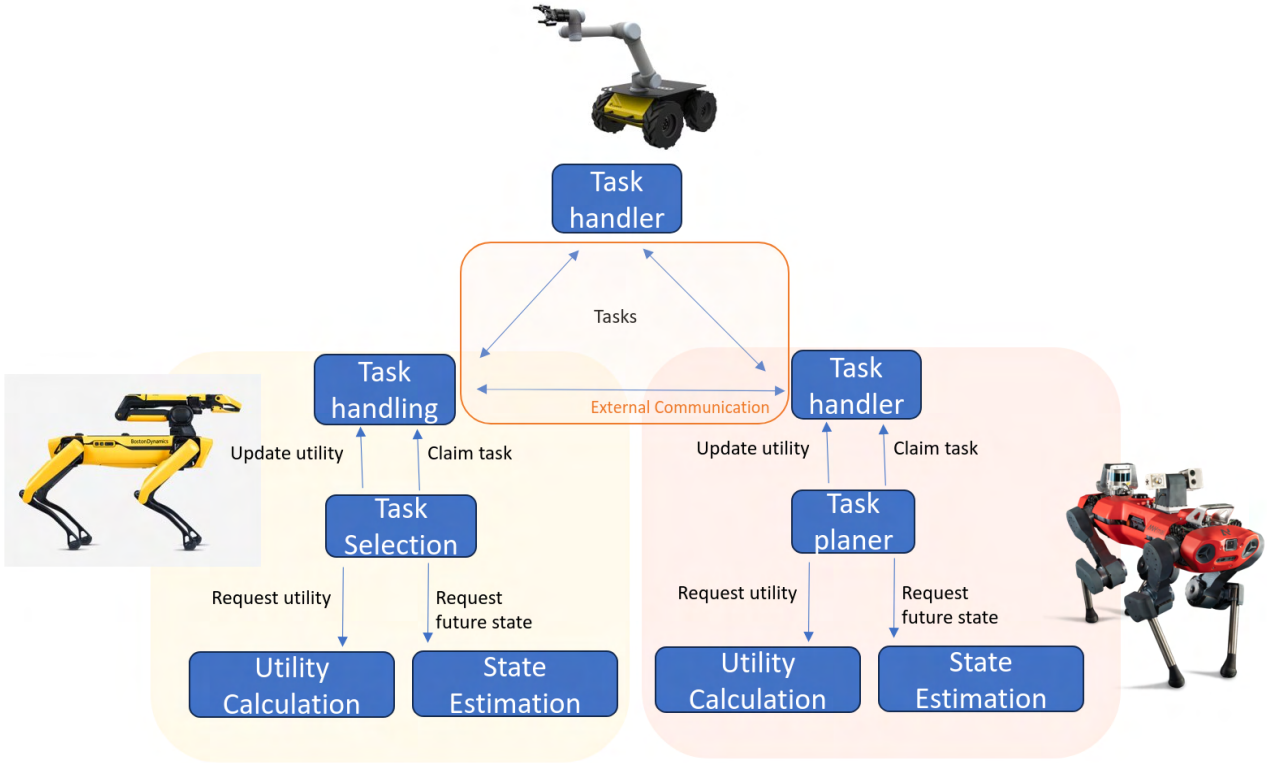 Task
handler
Tasks
External Communication
Task
handling
Update utility
Claim task
Task
Selection
Request utility
Request
future state
Utility
Calculation
State
Estimation
BostonDynamics
Task
handler
Update utility
Claim task
Task
planer
Request utility
Request
future state
Utility
Calculation
State
Estimation